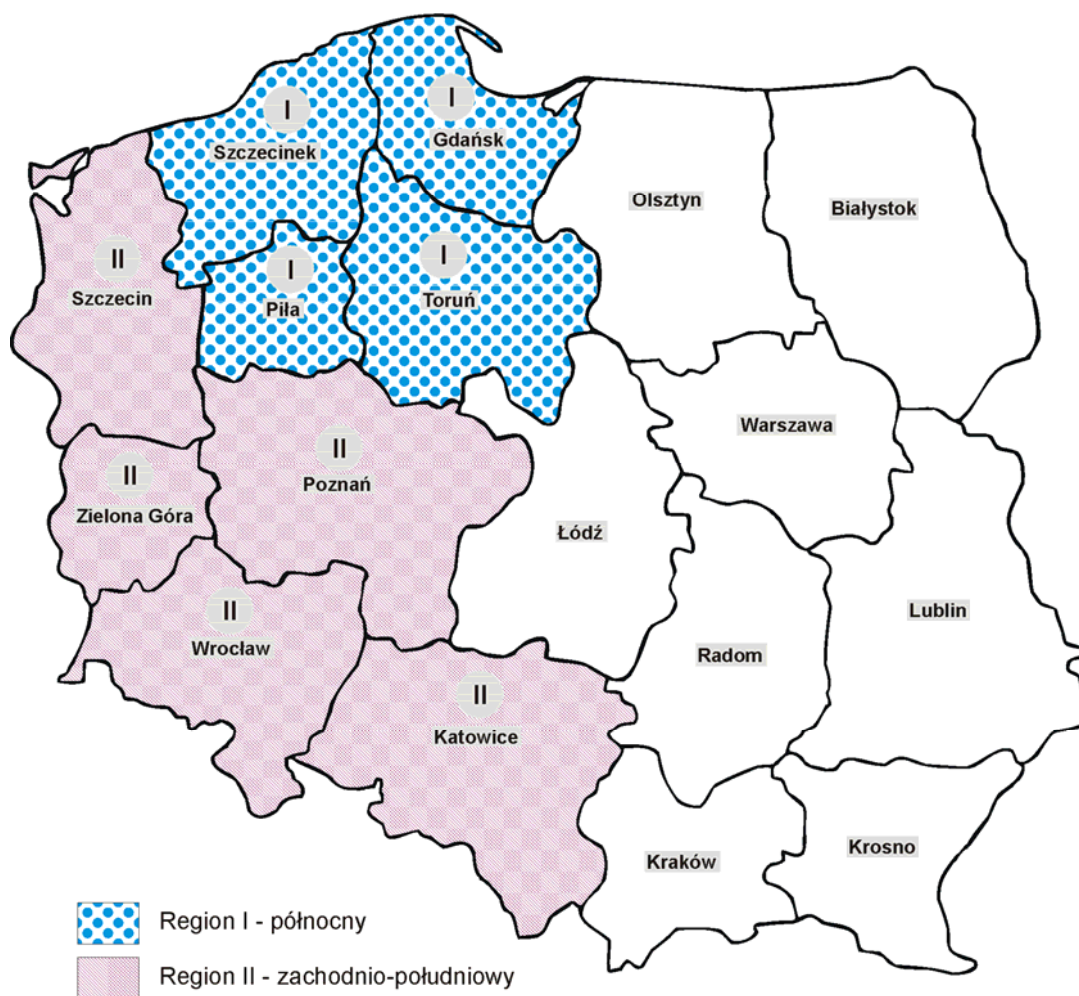 I
Szczecinek
I
Gdańsk
Olsztyn
Białystok
II
Szczecin
I
Piła
I
Toruń
Warszawa
II
Zielona Góra
II
Poznań
Łódź
Lublin
II
Wrocław
Radom
II
Katowice
Kraków
Krosno
Region I - północny
Region II - zachodnio-południowy